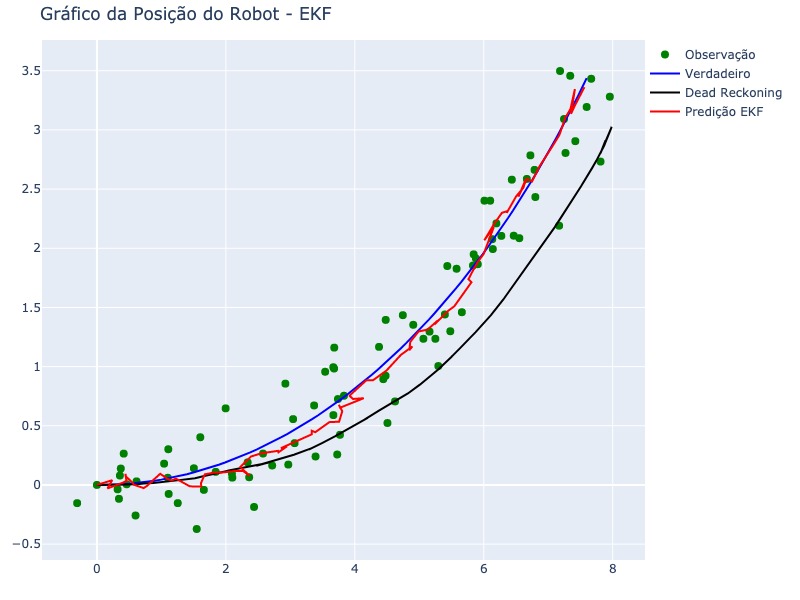 Gráfico da Posição do Robot - EKF
Observação
Verdadeiro
Dead Reckoning
Predição EKF
3.5
3
2.5
2
1.5
1
0.5
0
−0.5
0 2 4 6 8